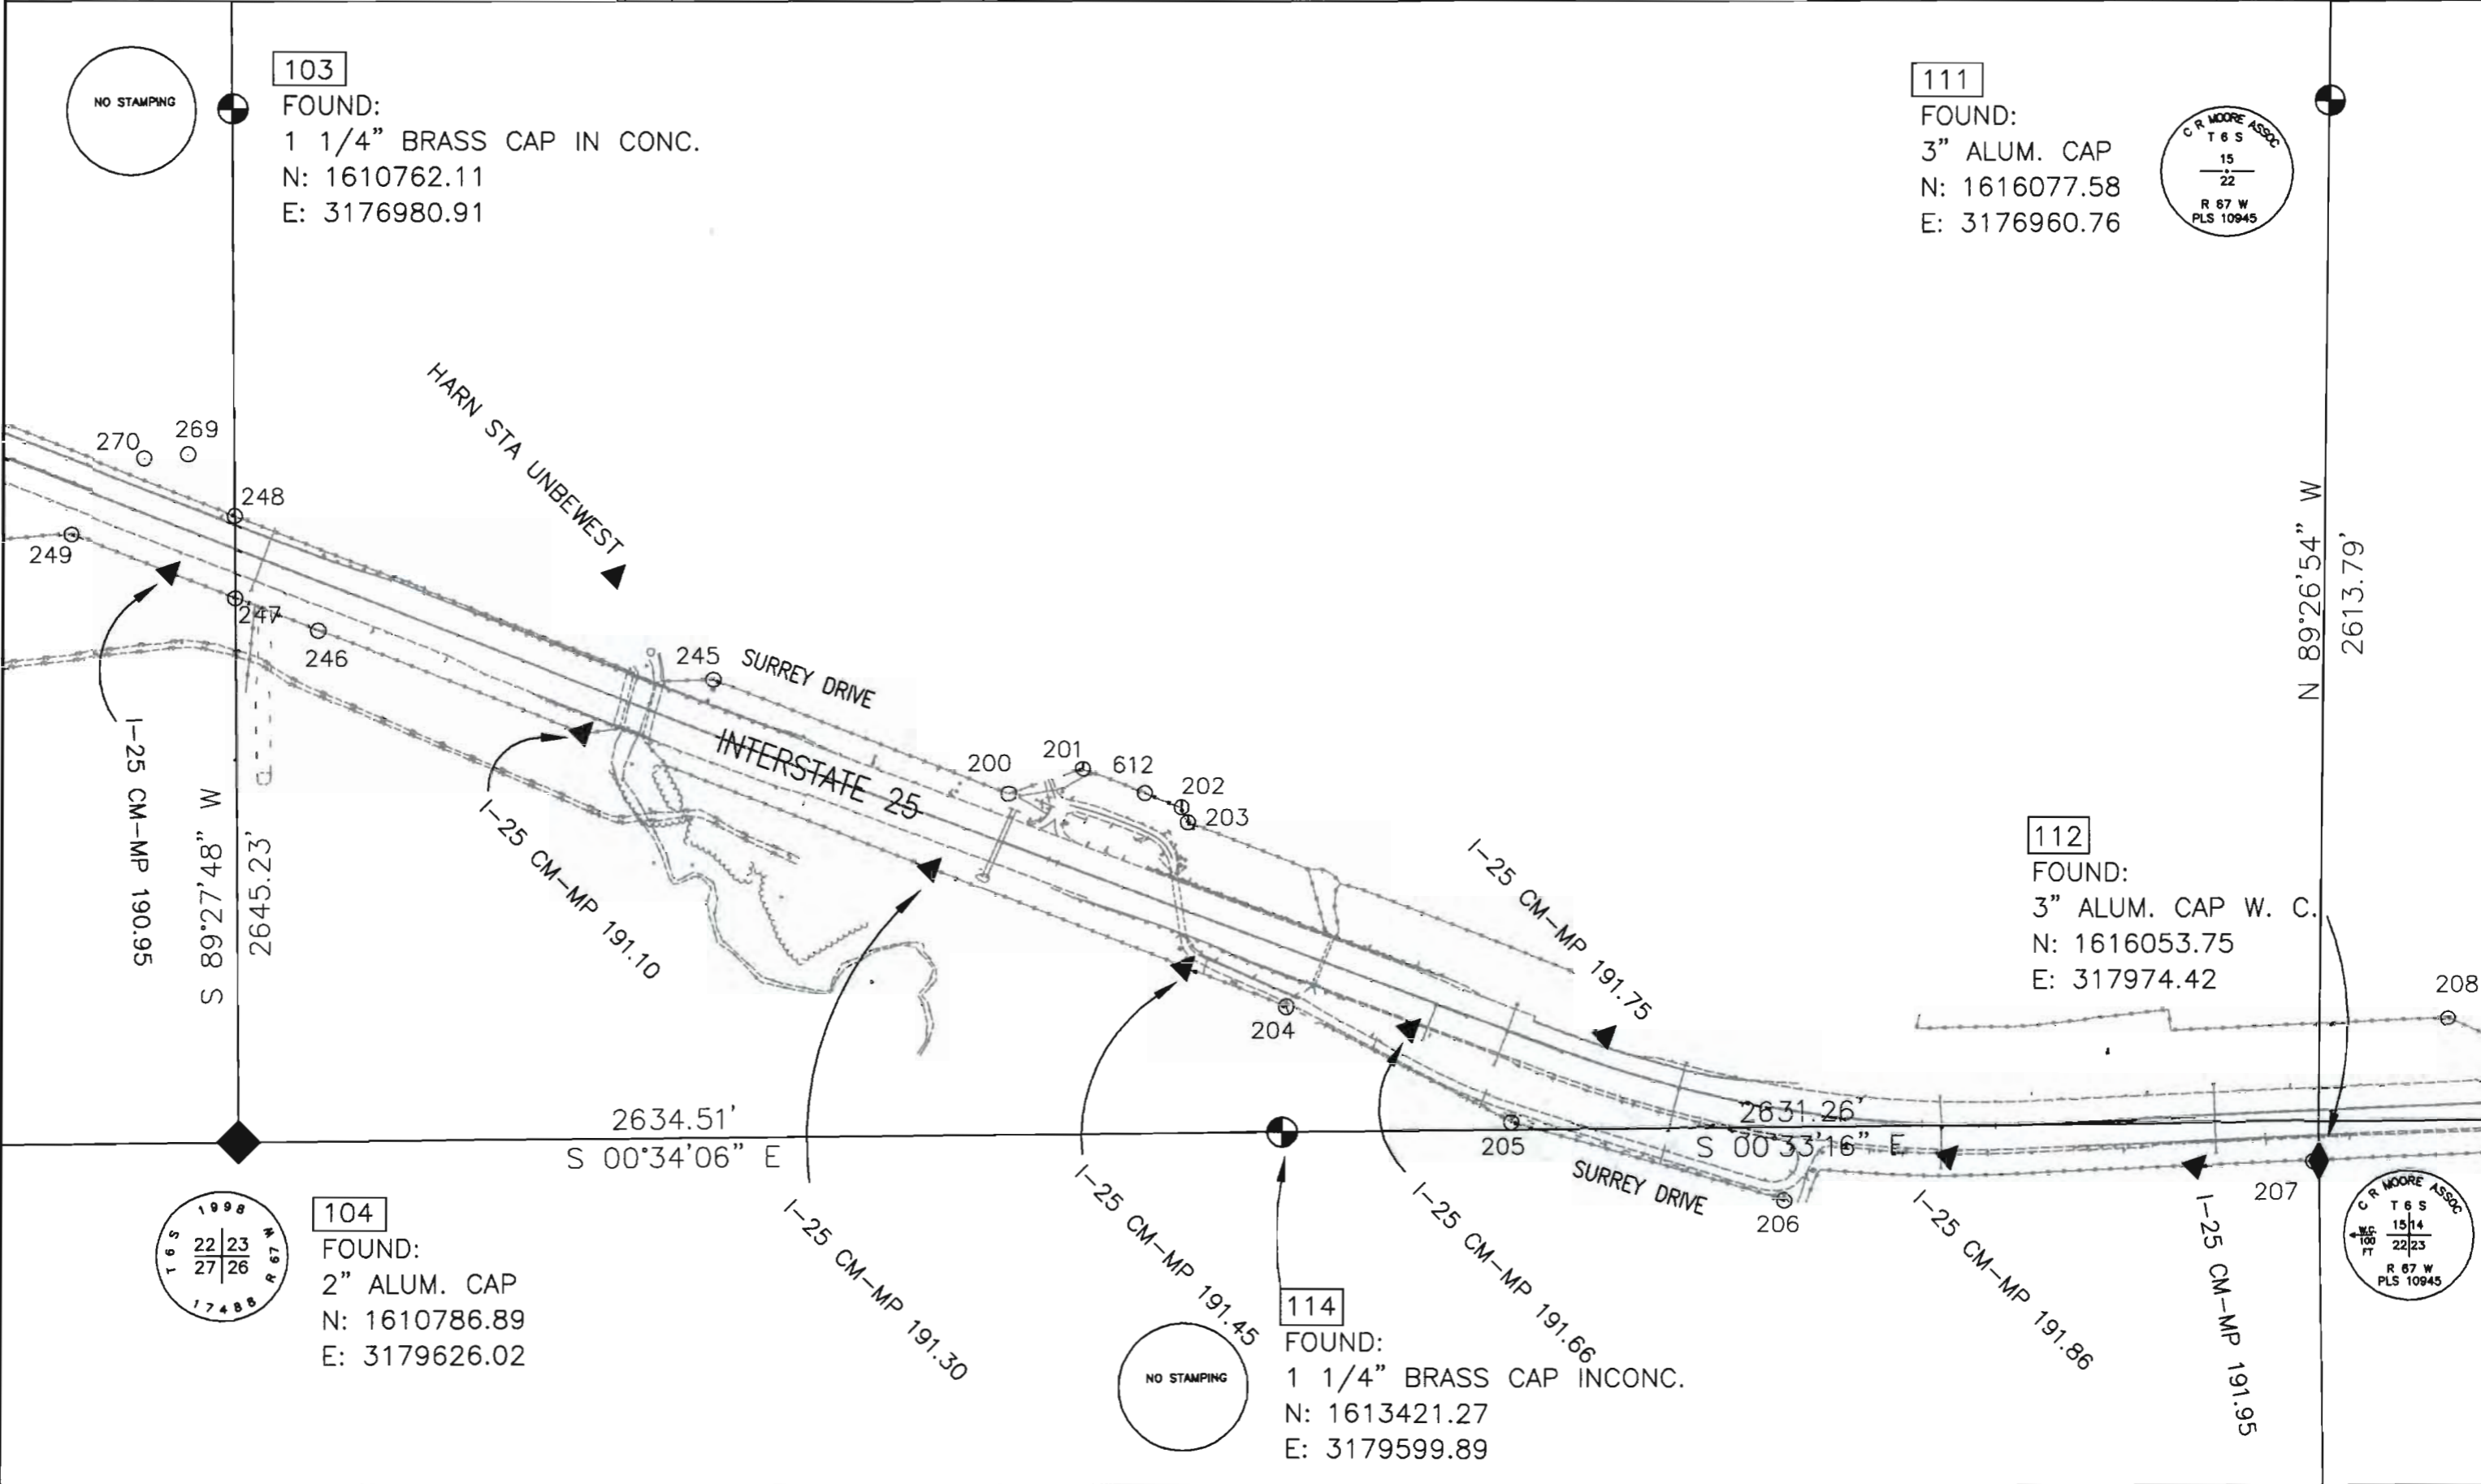 NO STAMPING
103
FOUND:
1 1/4" BRASS CAP IN CONC.
N: 1610762.11
E: 3176980.91
111
FOUND:
3" ALUM. CAP
N: 1616077.58
E: 3176960.76
C R MOORE ASSOC
T 6 S
15
22
R 67 W
PLS 10945
HARN STA UNBEWEST
270
269
248
249
247
246
245
SURREY DRIVE
INTERSTATE 25
200
201
612
202
203
N 89°26'54" W
2613.79'
I-25 CM-MP 190.95
S 89°27'48" W
2645.23'
I-25 CM-MP 191.10
I-25 CM-MP 191.75
112
FOUND:
3" ALUM. CAP W. C.
N: 1616053.75
E: 317974.42
208
204
2634.51'
S 00°34'06" E
2631.26'
S 00°33'16" E
205
SURREY DRIVE
206
207
I-25 CM-MP 191.30
I-25 CM-MP 191.45
I-25 CM-MP 191.66
I-25 CM-MP 191.86
I-25 CM-MP 191.95
1998
T 6 S
R 67 W
22 23
27 26
17488
104
FOUND:
2" ALUM. CAP
N: 1610786.89
E: 3179626.02
NO STAMPING
114
FOUND:
1 1/4" BRASS CAP INCONC.
N: 1613421.27
E: 3179599.89
C R MOORE ASSOC
T 6 S
W.C.
100
FT
15 14
22 23
R 67 W
PLS 10945